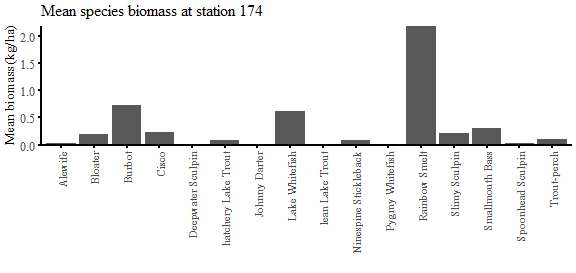 Mean species biomass at station 174
Mean biomass (kg/ha)
2.0
1.5
1.0
0.5
0.0
Alewife
Bloater
Burbot
Cisco
Deepwater Sculpin
hatchery Lake Trout
Johnny Darter
Lake Whitefish
lean Lake Trout
Ninespine Stickleback
Pygmy Whitefish
Rainbow Smelt
Slimy Sculpin
Smallmouth Bass
Spoonhead Sculpin
Trout-perch